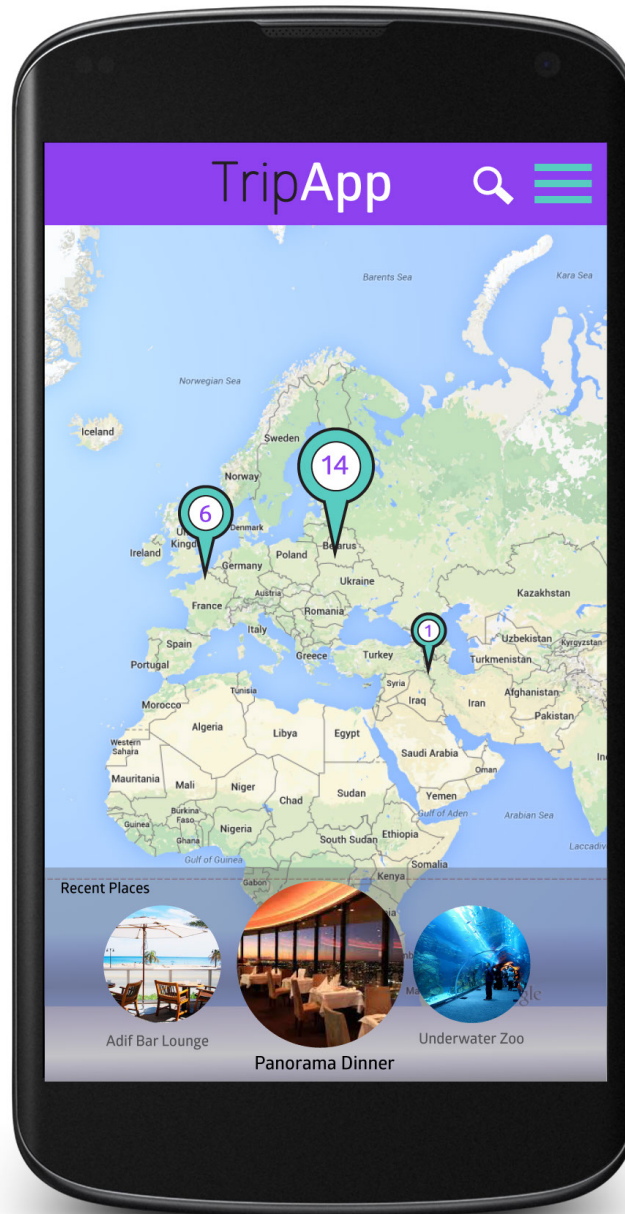 TripApp
Barents Sea
Kara Sea
Norwegian Sea
Iceland
Sweden
14
Norway
6
Denmark
Belarus
Ireland
Poland
Germany
Ukraine
Austria
Kazakhstan
France
Romania
Italy
1
Uzbekistan
Kyrgyzstan
Spain
Greece
Turkey
Turkmenistan
Portugal
Syria
Tunisia
Afghanistan
Morocco
Iraq
Iran
Pakistan
Algeria
Libya
Egypt
Western
Sahara
Saudi Arabia
Oman
Mauritania
Mali
Niger
Chad
Sudan
Yemen
Burkina
Faso
Gulf of Aden
Arabian Sea
Guinea
Nigeria
Ghana
South Sudan
Ethiopia
Gulf of Guinea
Somalia
Kenya
Gabon
Recent Places
Adif Bar Lounge
Underwater Zoo
Panorama Dinner